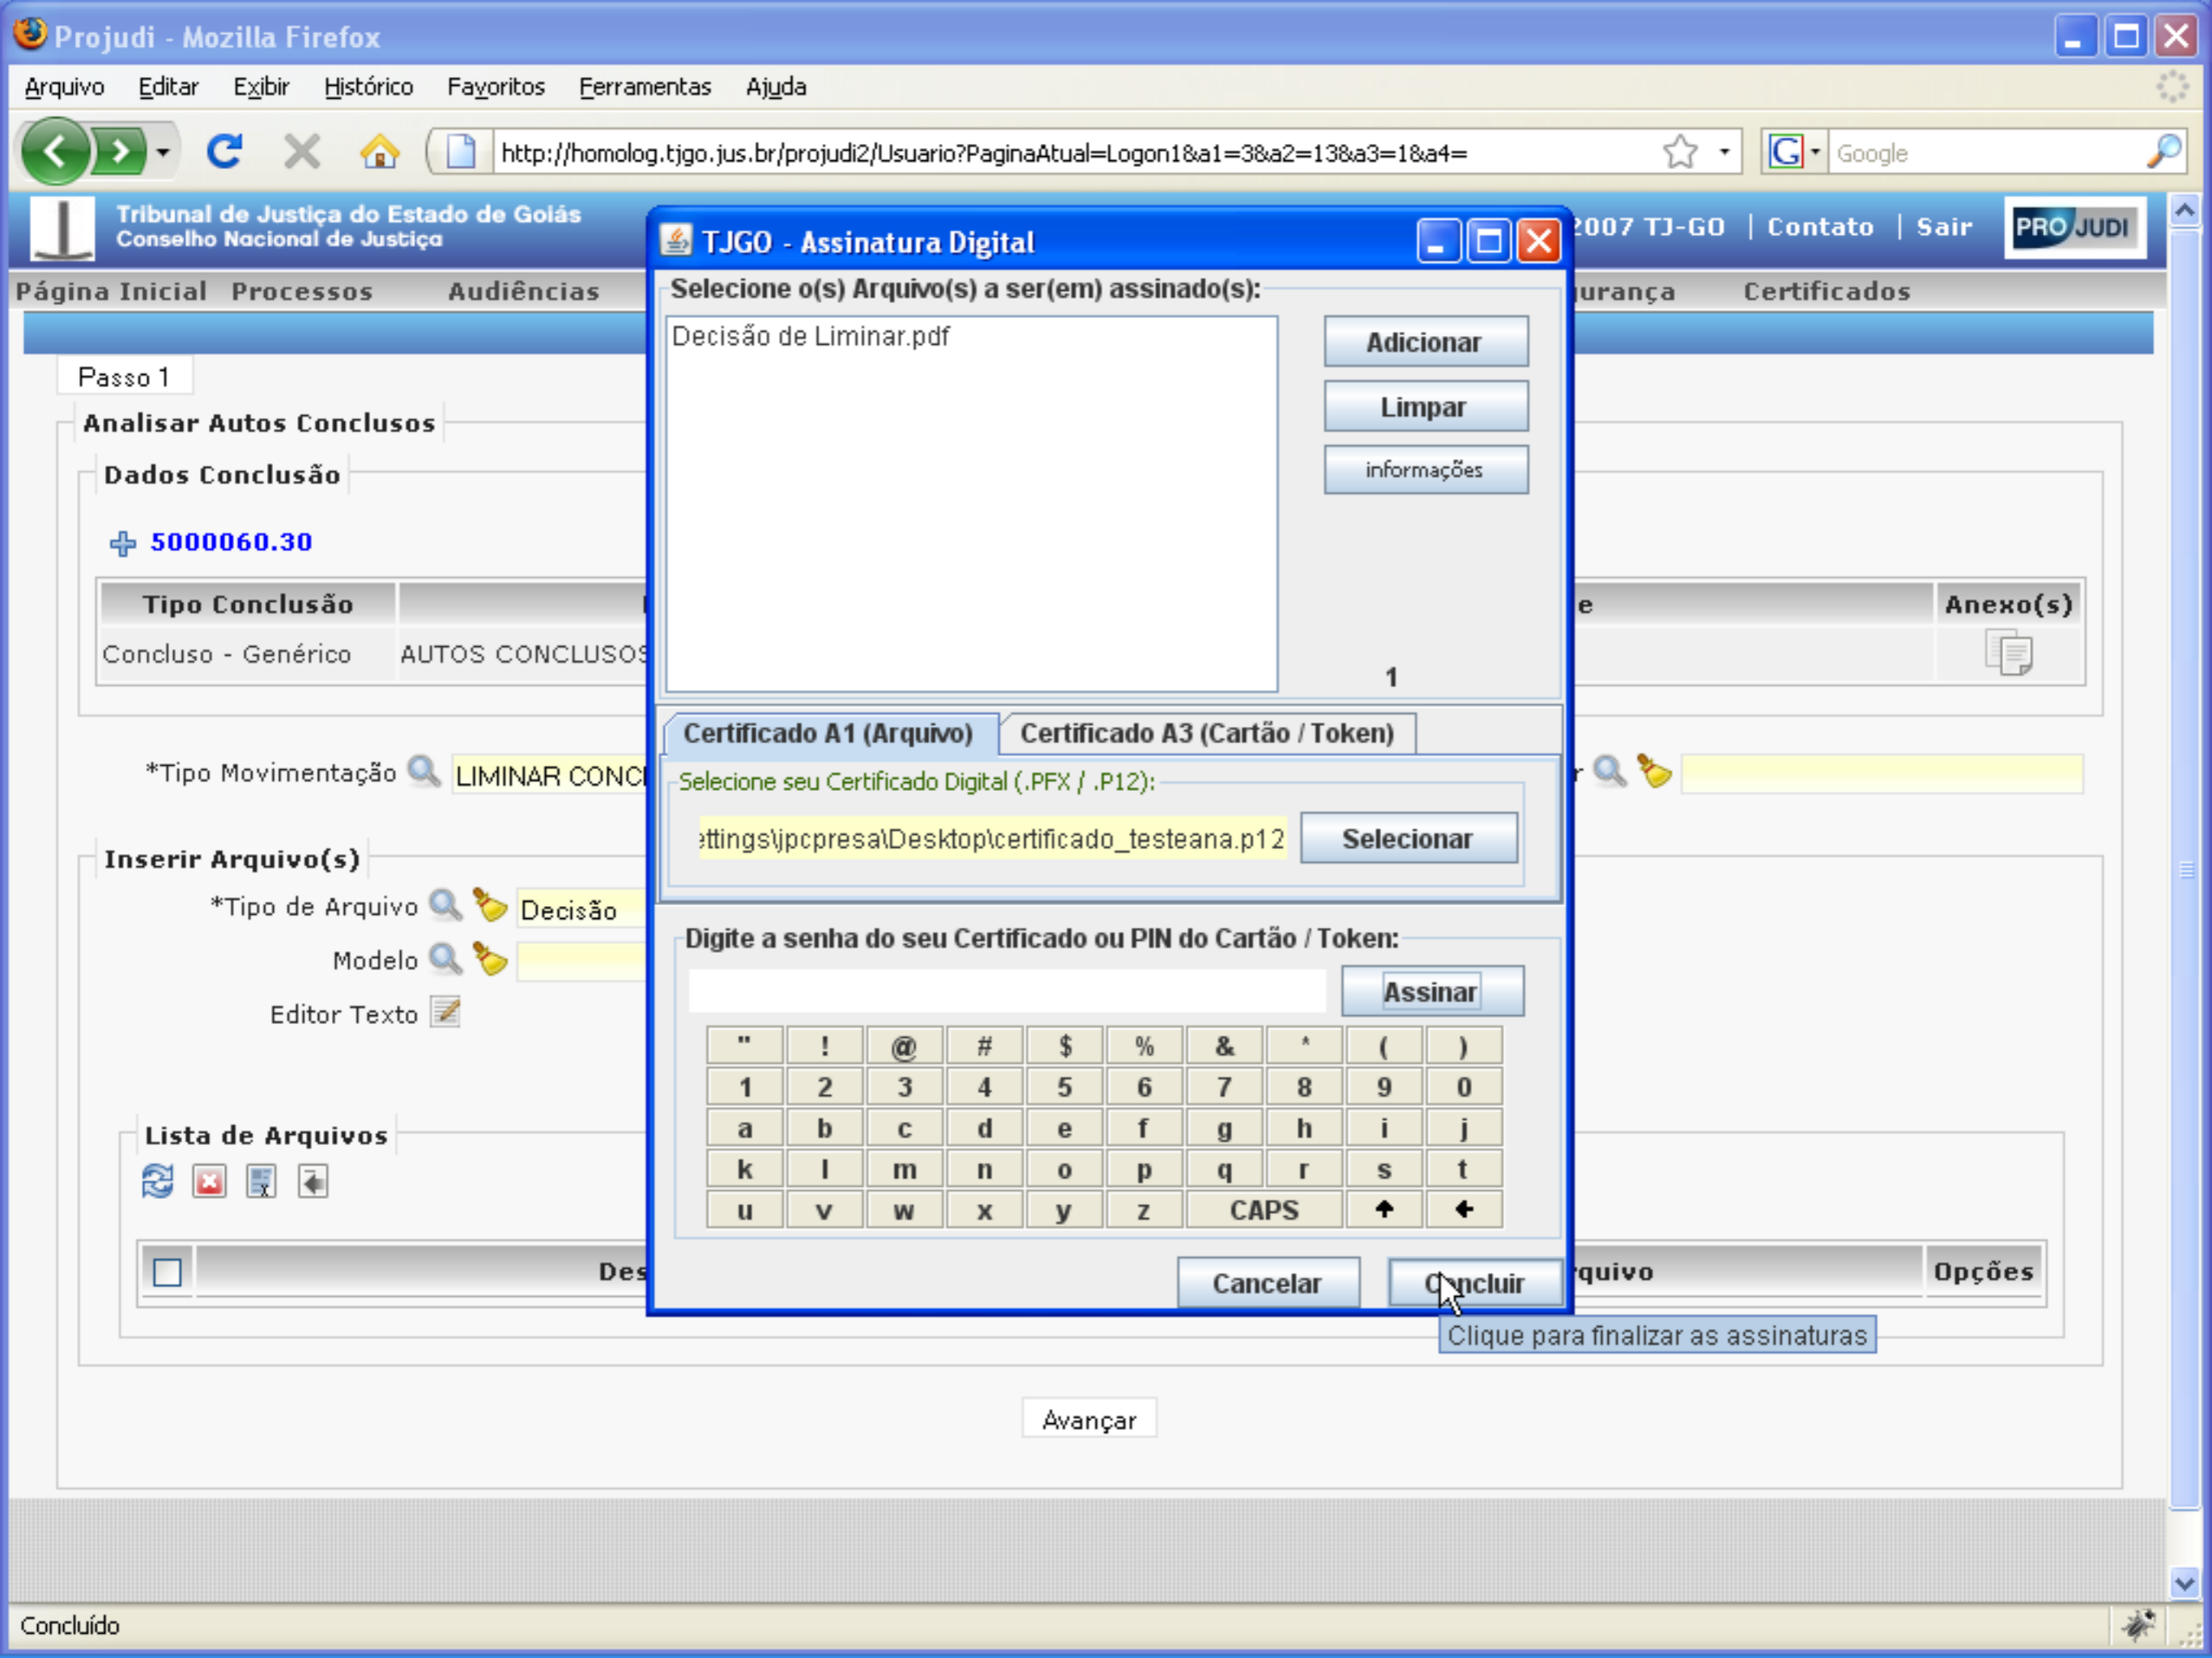 Projudi - Mozilla Firefox
Arquivo Editar Exibir Histórico Favoritos Ferramentas Ajuda
http://homolog.tjgo.jus.br/projudi2/Usuario?PaginaAtual=Logon1&a1=3&a2=13&a3=1&a4=
G Google
Tribunal de Justiça do Estado de Goiás
Conselho Nacional de Justiça
2007 TJ-GO | Contato | Sair
PROJUDI
Página Inicial Processos Audiências urança Certificados
TJGO - Assinatura Digital
Selecione o(s) Arquivo(s) a ser(em) assinado(s):
Decisão de Liminar.pdf
Adicionar
Limpar
informações
1
Passo 1
Analisar Autos Conclusos
Dados Conclusão
5000060.30
Tipo Conclusão e Anexo(s)
Concluso - Genérico AUTOS CONCLUSOS
Certificado A1 (Arquivo) Certificado A3 (Cartão / Token)
*Tipo Movimentação LIMINAR CONC r
Selecione seu Certificado Digital (.PFX / .P12):
ettings\jpcpresa\Desktop\certificado_testeana.p12 Selecionar
Inserir Arquivo(s)
*Tipo de Arquivo Decisão
Modelo
Editor Texto
Digite a senha do seu Certificado ou PIN do Cartão / Token:
Assinar
" ! @ # $ % & * ( )
1 2 3 4 5 6 7 8 9 0
a b c d e f g h i j
k l m n o p q r s t
u v w x y z CAPS
Lista de Arquivos
Des quivo Opções
Cancelar Concluir
Clique para finalizar as assinaturas
Avançar
Concluído